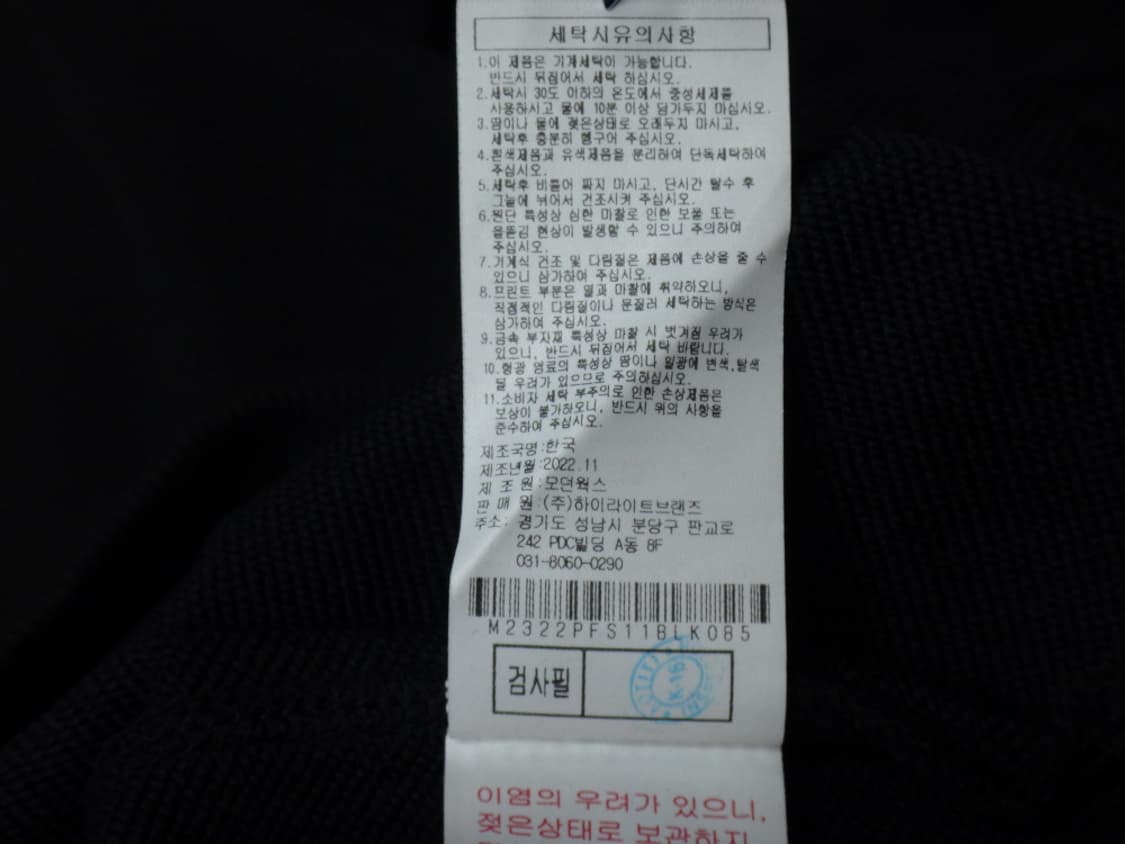 세탁시유의사항
1.이 제품은 기계세탁이 가능합니다.
반드시 뒤집어서 세탁 하십시오.
2.세탁시 30도 이하의 온도에서 중성세제를
사용하시고 물에 10분 이상 담가두지 마십시오.
3.땀이나 물에 젖은상태로 오래두지 마시고,
세탁후 충분히 헹구어 주십시오.
4.흰색제품과 유색제품을 분리하여 단독세탁하여
주십시오.
5.세탁후 비틀어 짜지 마시고, 단시간 탈수 후
그늘에 뉘어서 건조시켜 주십시오.
6.원단 특성상 심한 마찰로 인한 보풀 또는
올뜯김 현상이 발생할 수 있으니 주의하여
주십시오.
7.기계식 건조 및 다림질은 제품에 손상을 줄 수
있으니 삼가하여 주십시오.
8.프린트 부분은 열과 마찰에 취약하오니,
직접적인 다림질이나 문질러 세탁하는 방식은
삼가하여 주십시오.
9.금속 부자재 특성상 마찰 시 벗겨짐 우려가
있으니, 반드시 뒤집어서 세탁 바랍니다.
10.형광 염료의 특성상 땀이나 일광에 변색,탈색
될 우려가 있으므로 주의하십시오.
11.소비자 세탁 부주의로 인한 손상제품은
보상이 불가하오니, 반드시 위의 사항을
준수하여 주십시오.
제조국명:한국
제조년월:2022.11
제 조 원:모던웍스
판 매 원:(주)하이라이트브랜즈
주소: 경기도 성남시 분당구 판교로
242 PDC빌딩 A동 8F
031-8060-0290
M2322PFS11BLK085
검사필
K-16
이염의 우려가 있으니,
젖은상태로 보관하지